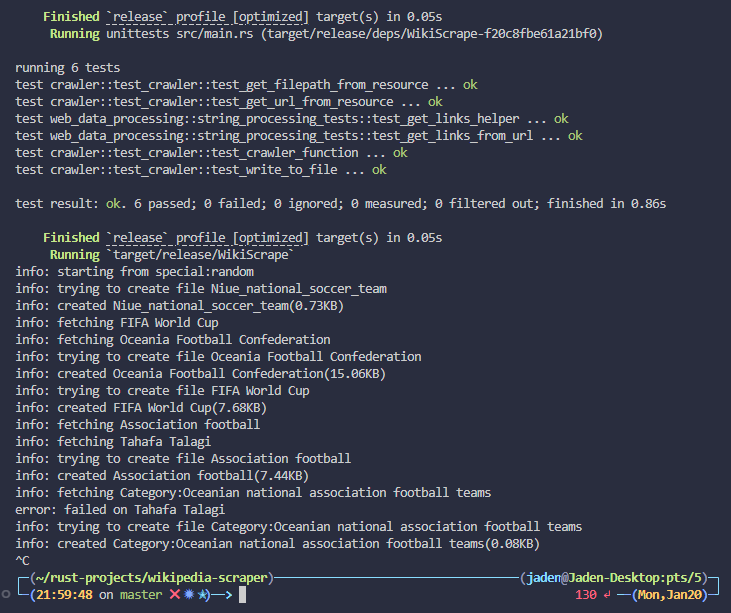 Finished `release` profile [optimized] target(s) in 0.05s
Running unittests src/main.rs (target/release/deps/WikiScrape-f20c8fbe61a21bf0)
running 6 tests
test crawler::test_crawler::test_get_filepath_from_resource ... ok
test crawler::test_crawler::test_get_url_from_resource ... ok
test web_data_processing::string_processing_tests::test_get_links_helper ... ok
test web_data_processing::string_processing_tests::test_get_links_from_url ... ok
test crawler::test_crawler::test_crawler_function ... ok
test crawler::test_crawler::test_write_to_file ... ok
test result: ok. 6 passed; 0 failed; 0 ignored; 0 measured; 0 filtered out; finished in 0.86s
Finished `release` profile [optimized] target(s) in 0.05s
Running `target/release/WikiScrape`
info: starting from special:random
info: trying to create file Niue_national_soccer_team
info: created Niue_national_soccer_team(0.73KB)
info: fetching FIFA World Cup
info: fetching Oceania Football Confederation
info: trying to create file Oceania Football Confederation
info: created Oceania Football Confederation(15.06KB)
info: trying to create file FIFA World Cup
info: created FIFA World Cup(7.68KB)
info: fetching Association football
info: fetching Tahafa Talagi
info: trying to create file Association football
info: created Association football(7.44KB)
info: fetching Category:Oceanian national association football teams
error: failed on Tahafa Talagi
info: trying to create file Category:Oceanian national association football teams
info: created Category:Oceanian national association football teams(0.08KB)
^C
(~/rust-projects/wikipedia-scraper) (jaden@Jaden-Desktop:pts/5)
(21:59:48 on master ✖ ✹ ✭)──> 130 ↵ ──(Mon,Jan20)